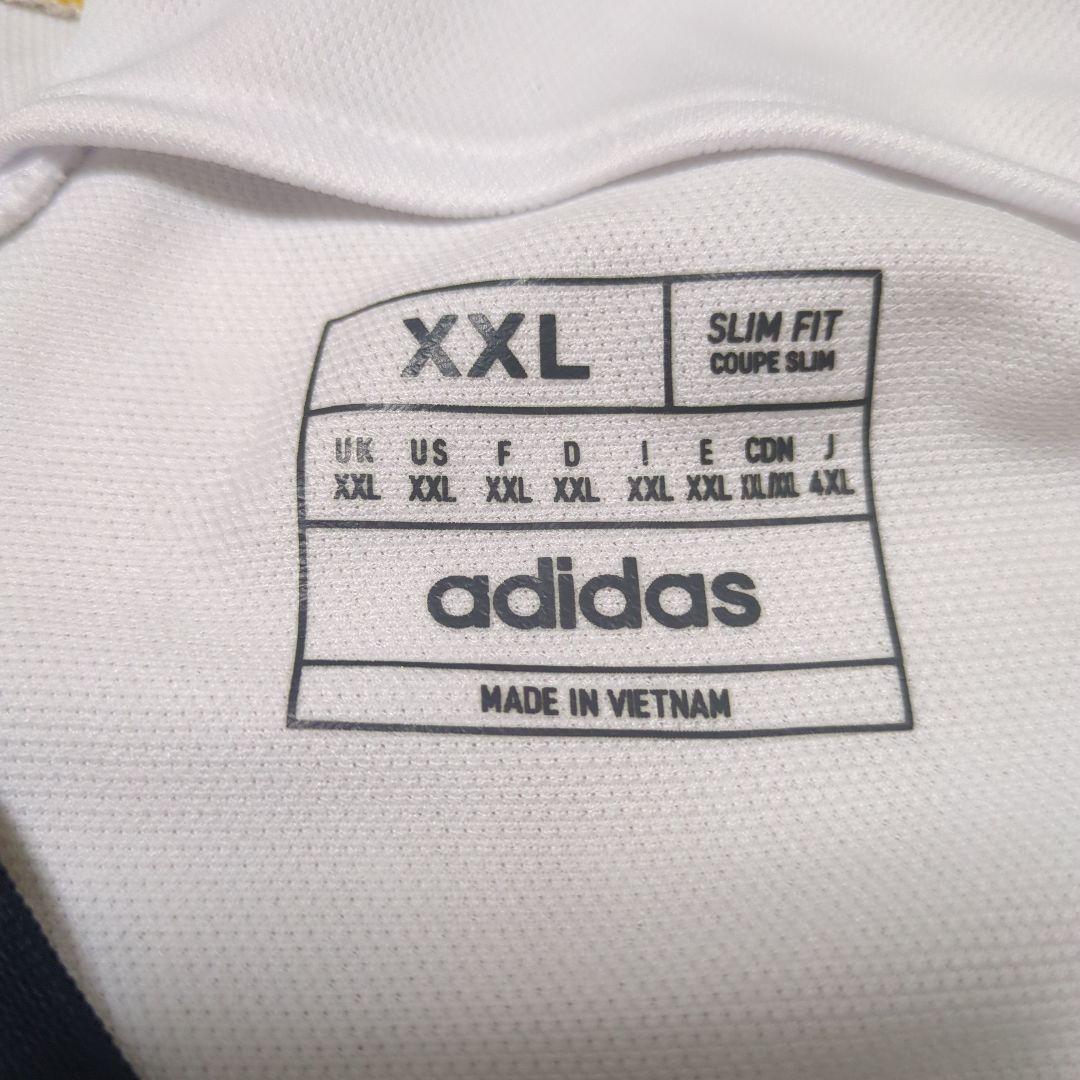 XXL
SLIM FIT
COUPE SLIM
UK US F D I E CDN J
XXL XXL XXL XXL XXL XXL XXL/XXL 4XL
adidas
MADE IN VIETNAM